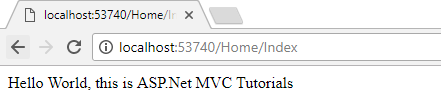 localhost:53740/Home/In
localhost:53740/Home/Index
Hello World, this is ASP.Net MVC Tutorials